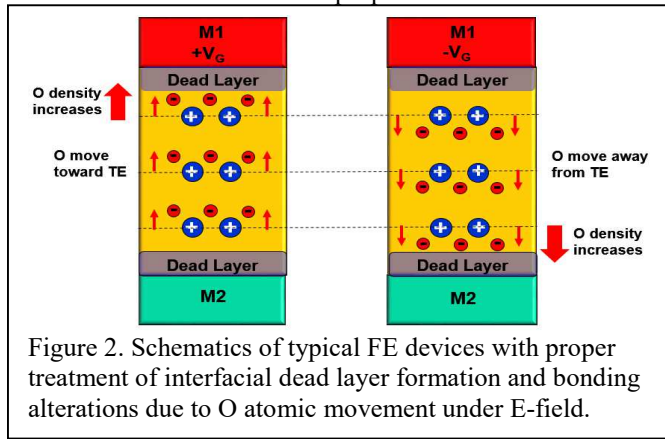 M1
+VG
Dead Layer
O density
increases
O move
toward TE
+ +
+ +
+ +
Dead Layer
M2
M1
-VG
Dead Layer
+ +
+ +
+ +
O move away
from TE
O density
increases
Dead Layer
M2
Figure 2. Schematics of typical FE devices with proper
treatment of interfacial dead layer formation and bonding
alterations due to O atomic movement under E-field.